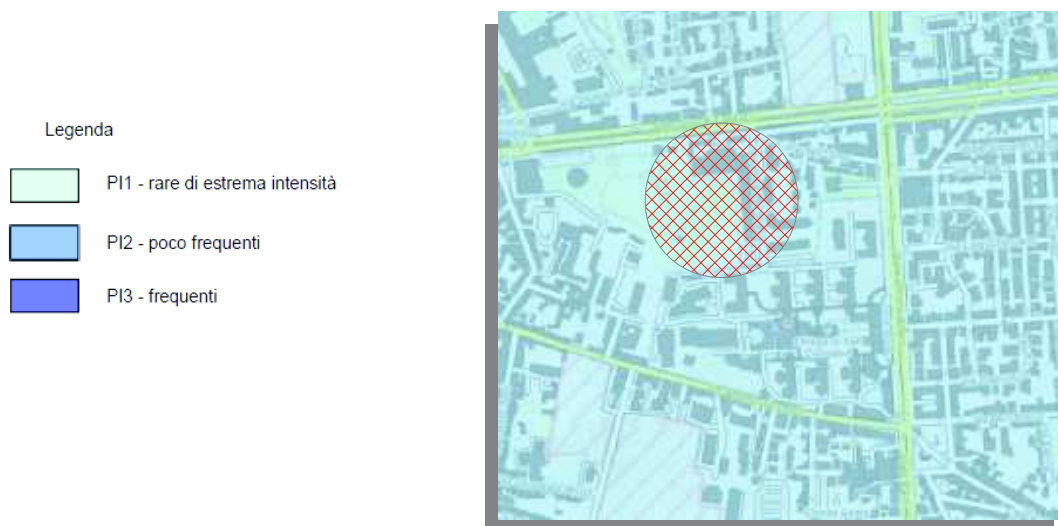 Legenda
PI1 - rare di estrema intensità
PI2 - poco frequenti
PI3 - frequenti